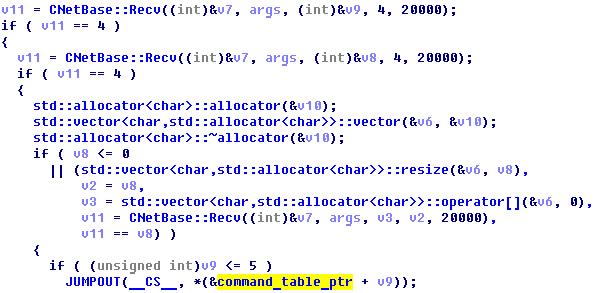 v11 = CNetBase::Recv((int)&v7, args, (int)&v9, 4, 20000);
if ( v11 == 4 )
{
  v11 = CNetBase::Recv((int)&v7, args, (int)&v8, 4, 20000);
  if ( v11 == 4 )
  {
    std::allocator<char>::allocator(&v10);
    std::vector<char,std::allocator<char>>::vector(&v6, &v10);
    std::allocator<char>::~allocator(&v10);
    if ( v8 <= 0
      || (std::vector<char,std::allocator<char>>::resize(&v6, v8),
          v2 = v8,
          v3 = std::vector<char,std::allocator<char>>::operator[](&v6, 0),
          v11 = CNetBase::Recv((int)&v7, args, v3, v2, 20000),
          v11 == v8) )
    {
      if ( (unsigned int)v9 <= 5 )
        JUMPOUT(__CS__, *(&command_table_ptr + v9));